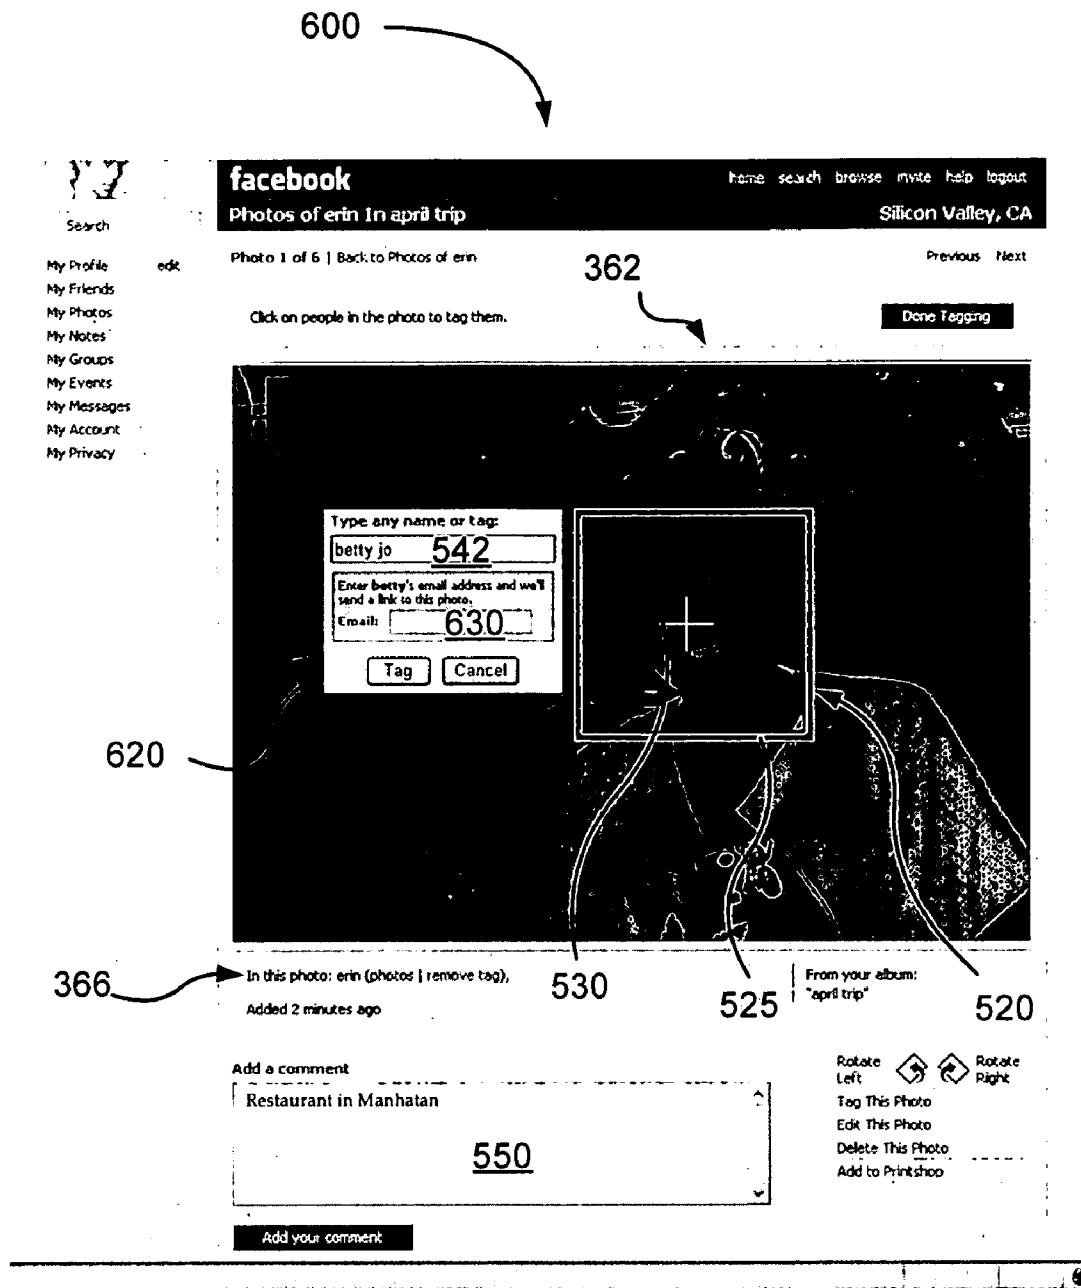 600
facebook
home search browse invite help logout
Photos of erin In april trip
Silicon Valley, CA
Search
My Profile edit
My Friends
My Photos
My Notes
My Groups
My Events
My Messages
My Account
My Privacy
Photo 1 of 6 | Back to Photos of erin
Previous Next
362
Click on people in the photo to tag them.
Done Tagging
Type any name or tag:
betty jo 542
Enter betty's email address and we'll
send a link to this photo.
Email: 630
Tag Cancel
620
366
In this photo: erin (photos | remove tag),
530
525
From your album:
"april trip"
520
Added 2 minutes ago
Add a comment
Restaurant in Manhatan
550
Rotate
Left
Rotate
Right
Tag This Photo
Edit This Photo
Delete This Photo
Add to Printshop
Add your comment